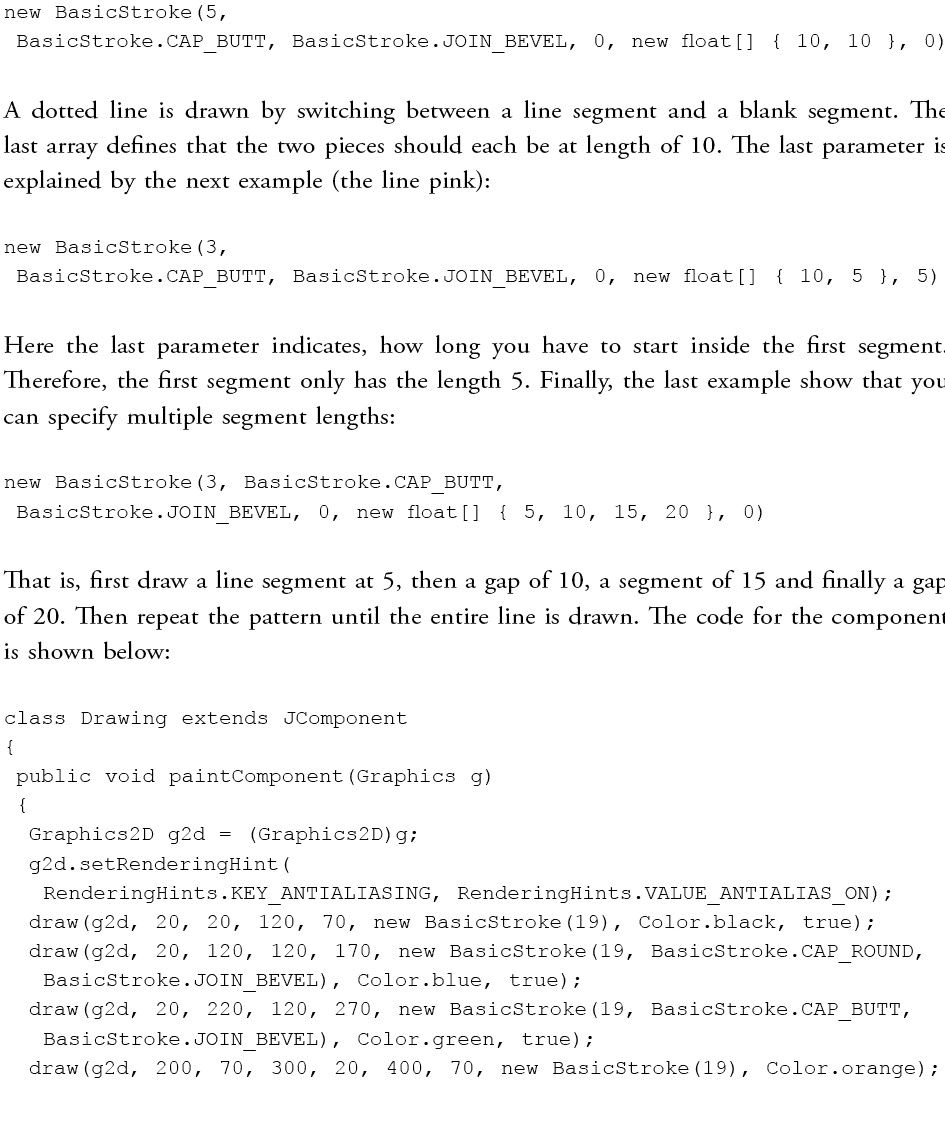 new BasicStroke(5,
 BasicStroke.CAP_BUTT, BasicStroke.JOIN_BEVEL, 0, new float[] { 10, 10 }, 0)
A dotted line is drawn by switching between a line segment and a blank segment. The
last array defines that the two pieces should each be at length of 10. The last parameter is
explained by the next example (the line pink):
new BasicStroke(3,
 BasicStroke.CAP_BUTT, BasicStroke.JOIN_BEVEL, 0, new float[] { 10, 5 }, 5)
Here the last parameter indicates, how long you have to start inside the first segment.
Therefore, the first segment only has the length 5. Finally, the last example show that you
can specify multiple segment lengths:
new BasicStroke(3, BasicStroke.CAP_BUTT,
 BasicStroke.JOIN_BEVEL, 0, new float[] { 5, 10, 15, 20 }, 0)
That is, first draw a line segment at 5, then a gap of 10, a segment of 15 and finally a gap
of 20. Then repeat the pattern until the entire line is drawn. The code for the component
is shown below:
class Drawing extends JComponent
{
 public void paintComponent(Graphics g)
 {
  Graphics2D g2d = (Graphics2D)g;
  g2d.setRenderingHint(
   RenderingHints.KEY_ANTIALIASING, RenderingHints.VALUE_ANTIALIAS_ON);
  draw(g2d, 20, 20, 120, 70, new BasicStroke(19), Color.black, true);
  draw(g2d, 20, 120, 120, 170, new BasicStroke(19, BasicStroke.CAP_ROUND,
   BasicStroke.JOIN_BEVEL), Color.blue, true);
  draw(g2d, 20, 220, 120, 270, new BasicStroke(19, BasicStroke.CAP_BUTT,
   BasicStroke.JOIN_BEVEL), Color.green, true);
  draw(g2d, 200, 70, 300, 20, 400, 70, new BasicStroke(19), Color.orange);